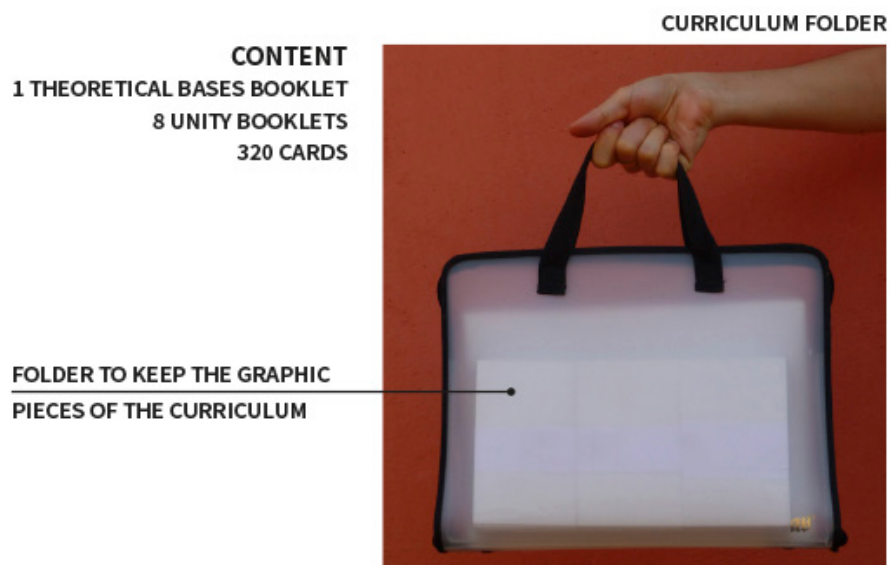 CURRICULUM FOLDER
CONTENT
1 THEORETICAL BASES BOOKLET
8 UNITY BOOKLETS
320 CARDS
FOLDER TO KEEP THE GRAPHIC
PIECES OF THE CURRICULUM